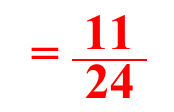 = 11/24